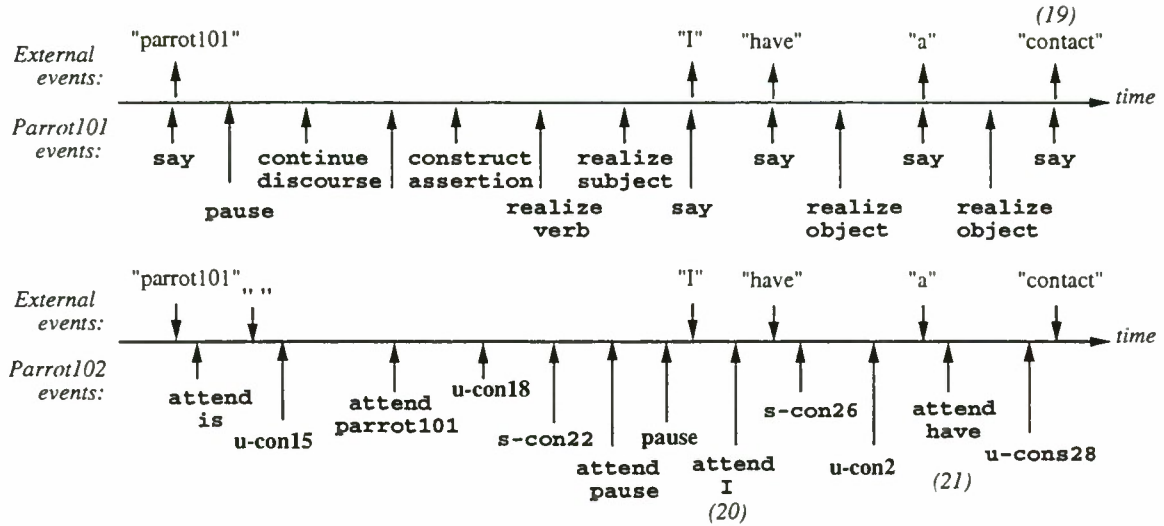 (19)
"parrot101" "I" "have" "a" "contact"
External
events:
time
Parrot101
events:
say continue construct realize say say say
discourse assertion subject
pause realize say realize realize
verb object object
"parrot101" " " "I" "have" "a" "contact"
External
events:
time
Parrot102
events:
attend attend u-con18 s-con26 attend
is parrot101 have
u-con15 s-con22 pause u-con2 u-cons28
attend attend (21)
pause I
(20)